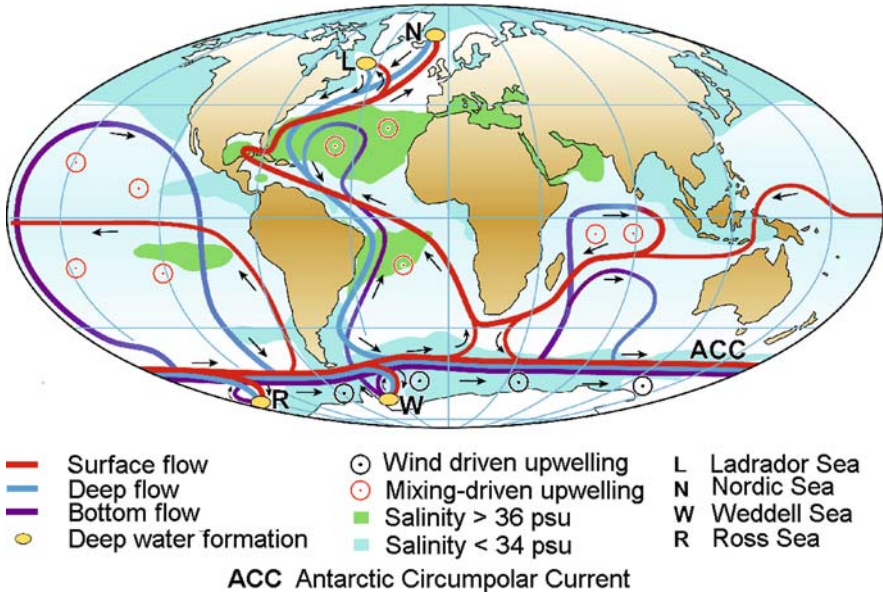 N
L
ACC
R
W
Surface flow
Deep flow
Bottom flow
Deep water formation
Wind driven upwelling
Mixing-driven upwelling
Salinity > 36 psu
Salinity < 34 psu
L Ladrador Sea
N Nordic Sea
W Weddell Sea
R Ross Sea
ACC Antarctic Circumpolar Current